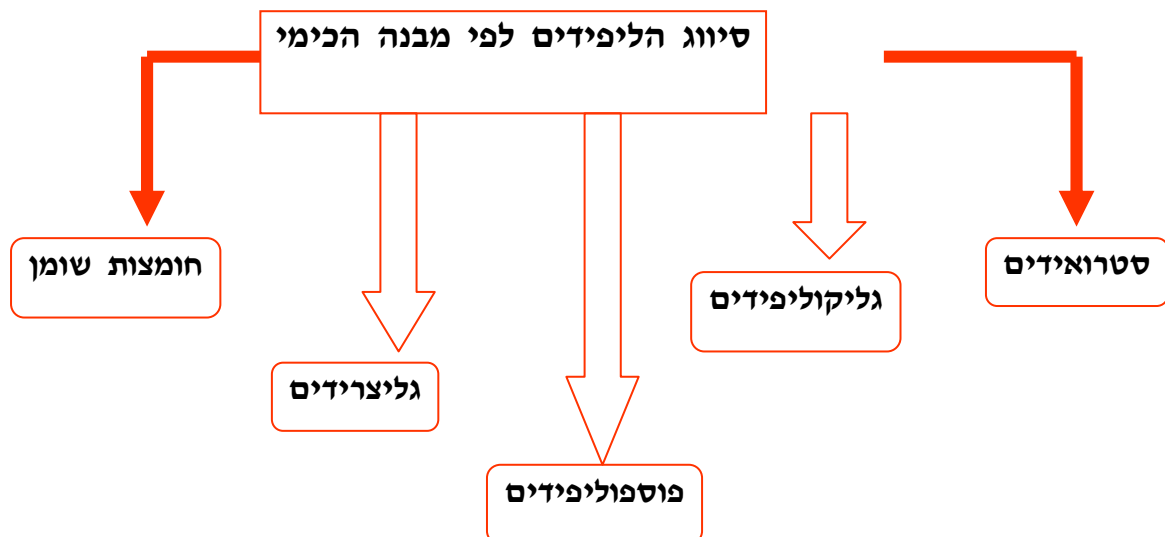 סיווג הליפידים לפי מבנה הכימי
סטרואידים
חומצות שומן
גליקוליפידים
גליצרידים
פוספוליפידים